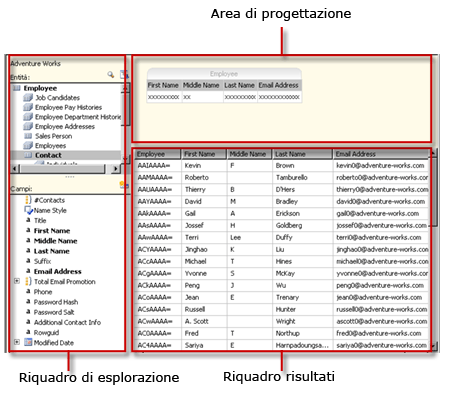 Area di progettazione
Adventure Works
Entità:
Employee
Job Candidates
Employee Pay Histories
Employee Department Histories
Employee Addresses
Sales Person
Employees
Contact
Employee
First Name Middle Name Last Name Email Address
xxxxxxxxx xx xxxxxxxxx xxxxxxxxxxxx
Campi:
#Contacts
Name Style
Title
First Name
Middle Name
Last Name
Suffix
Email Address
Total Email Promotion
Phone
Password Hash
Password Salt
Additional Contact Info
Rowguid
Modified Date
Employee First Name Middle Name Last Name Email Address
AAIAAAA= Kevin F Brown kevin0@adventure-works.com
AAMAAAA= Roberto Tamburello roberto0@adventure-works.com
AAUAAAA= Thierry B D'Hers thierry0@adventure-works.com
AAYAAAA= David M Bradley david0@adventure-works.com
AAkAAAA= Gail A Erickson gail0@adventure-works.com
AAsAAAA= Jossef H Goldberg jossef0@adventure-works.com
AAwAAAA= Terri Lee Duffy terri0@adventure-works.com
ACYAAAA= Jinghao K Liu jinghao0@adventure-works.com
ACcAAAA= Michael T Hines michael0@adventure-works.com
ACgAAAA= Yvonne S McKay yvonne0@adventure-works.com
ACkAAAA= Peng J Wu peng0@adventure-works.com
ACoAAAA= Jean E Trenary jean0@adventure-works.com
ACsAAAA= Russell Hunter russell0@adventure-works.com
ACwAAAA= A. Scott Wright ascott0@adventure-works.com
AC0AAAA= Fred T Northup fred0@adventure-works.com
AC4AAAA= Sariya E Harnpadoungsa... sariya0@adventure-works.com
Riquadro di esplorazione
Riquadro risultati